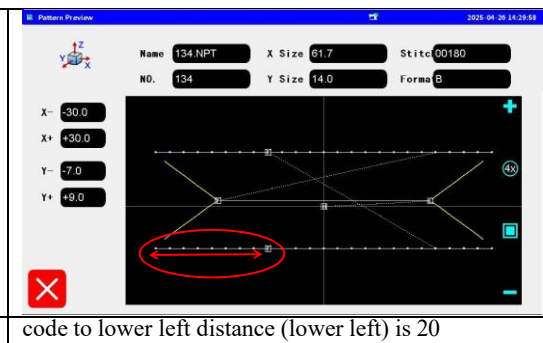 Pattern Preview 2025-04-26 14:29:58
Z
Y X
Name 134.NPT X Size 61.7 Stitc 00180
NO. 134 Y Size 14.0 Forma B
X- -30.0
X+ +30.0
Y- -7.0
Y+ +9.0
4X
code to lower left distance (lower left) is 20